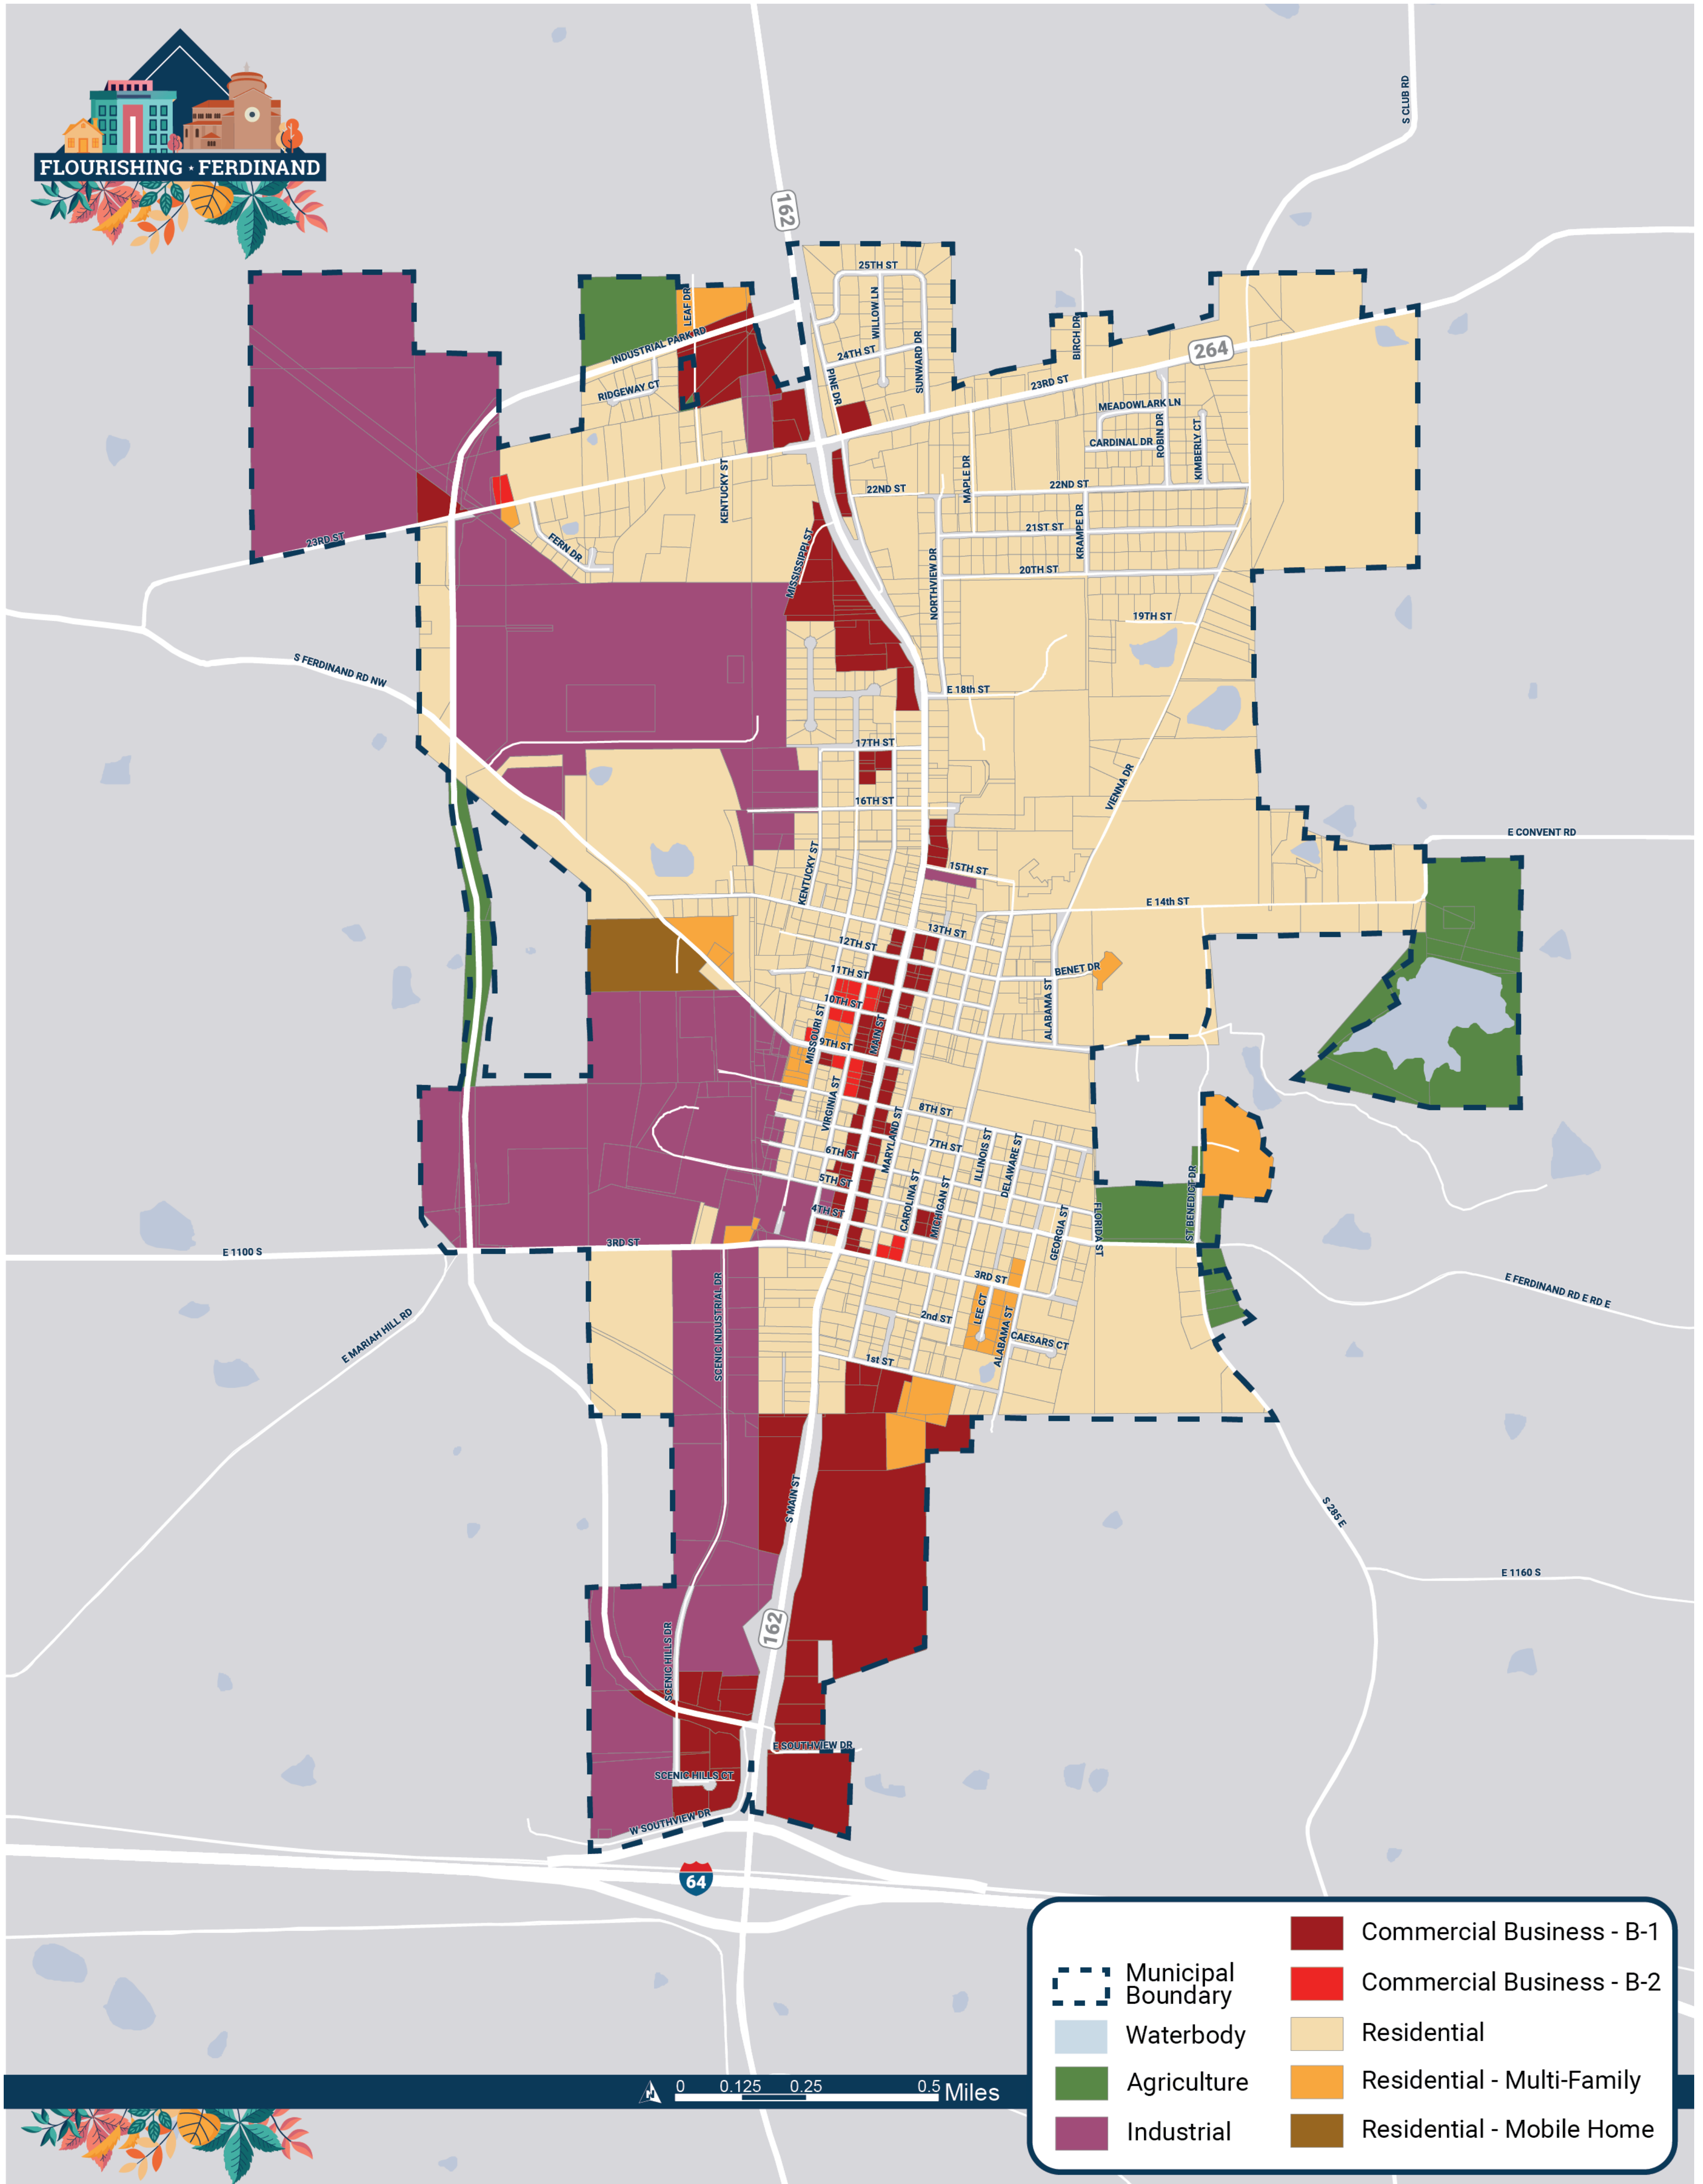 S CLUB RD
FLOURISHING ⋆ FERDINAND
162
25TH ST
WILLOW LN
LEAF DR
INDUSTRIAL PARK RD
BIRCH DR
SUNWARD DR
24TH ST
264
PINE DR
23RD ST
RIDGEWAY CT
MEADOWLARK LN
ROBIN DR
CARDINAL DR
KIMBERLY CT
KENTUCKY ST
MAPLE DR
22ND ST
22ND ST
KRAMPE DR
21ST ST
23RD ST
FERN DR
MISSISSIPPI ST
NORTHVIEW DR
20TH ST
19TH ST
S FERDINAND RD NW
E 18th ST
17TH ST
VIENNA DR
16TH ST
E CONVENT RD
KENTUCKY ST
15TH ST
E 14th ST
13TH ST
12TH ST
11TH ST
BENET DR
10TH ST
ALABAMA ST
MISSOURI ST
MAIN ST
9TH ST
VIRGINIA ST
8TH ST
MARYLAND ST
7TH ST
ILLINOIS ST
DELAWARE ST
6TH ST
5TH ST
CAROLINA ST
MICHIGAN ST
4TH ST
GEORGIA ST
FLORIDA ST
ST BENEDICT DR
E 1100 S
3RD ST
3RD ST
SCENIC INDUSTRIAL DR
LEE CT
E FERDINAND RD E RD E
E MARIAH HILL RD
2nd ST
ALABAMA ST
CAESARS CT
1st ST
S MAIN ST
S 285 E
E 1160 S
162
SCENIC HILLS DR
E SOUTHVIEW DR
SCENIC HILLS CT
W SOUTHVIEW DR
64
Municipal
Boundary
Waterbody
Agriculture
Industrial
Commercial Business - B-1
Commercial Business - B-2
Residential
Residential - Multi-Family
Residential - Mobile Home
N
0 0.125 0.25 0.5 Miles